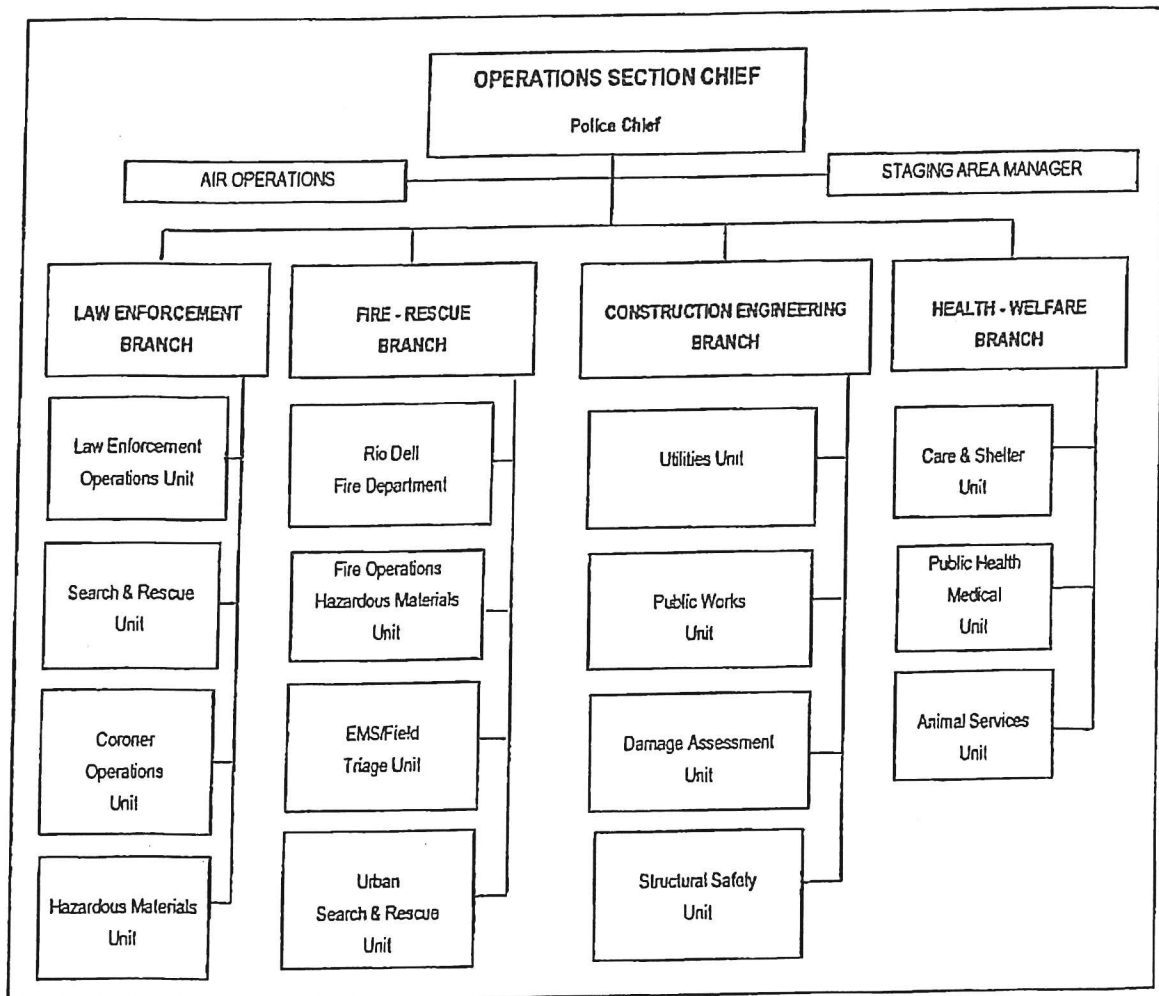 OPERATIONS SECTION CHIEF
Police Chief
AIR OPERATIONS
STAGING AREA MANAGER
LAW ENFORCEMENT
BRANCH
FIRE - RESCUE
BRANCH
CONSTRUCTION ENGINEERING
BRANCH
HEALTH - WELFARE
BRANCH
Law Enforcement
Operations Unit
Search & Rescue
Unit
Coroner
Operations
Unit
Hazardous Materials
Unit
Rio Dell
Fire Department
Fire Operations
Hazardous Materials
Unit
EMS/Field
Triage Unit
Urban
Search & Rescue
Unit
Utilities Unit
Public Works
Unit
Damage Assessment
Unit
Structural Safety
Unit
Care & Shelter
Unit
Public Health
Medical
Unit
Animal Services
Unit